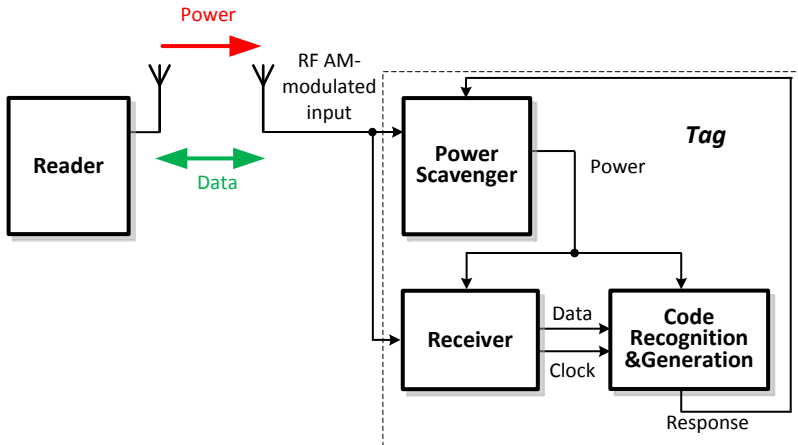 Power
Reader
Data
RF AM-
modulated
input
Tag
Power
Scavenger
Power
Receiver
Data
Clock
Code
Recognition
&Generation
Response